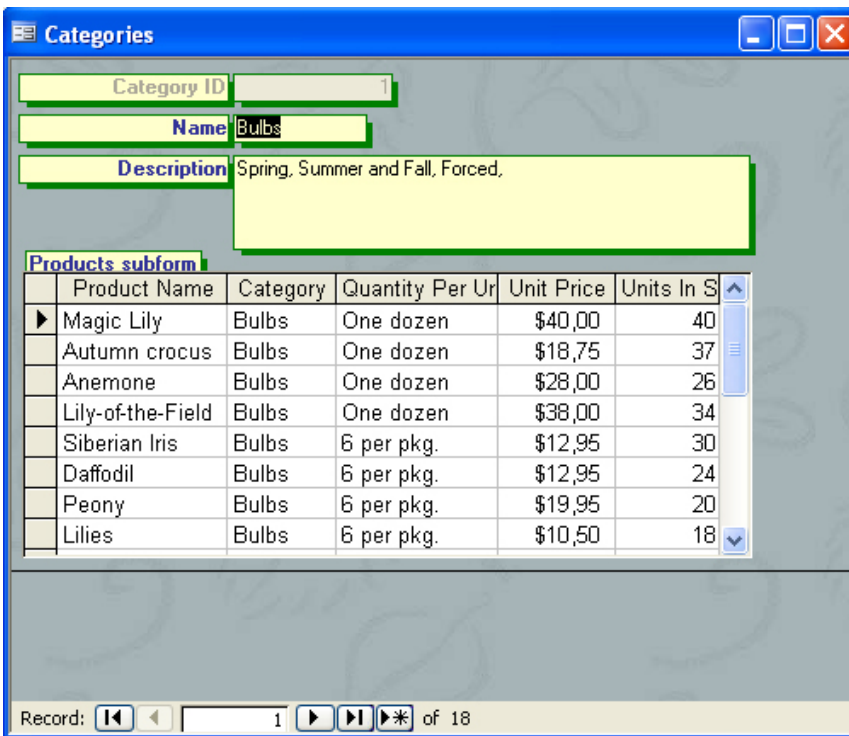 Categories
Category ID 1
Name Bulbs
Description Spring, Summer and Fall, Forced,
Products subform
Product Name Category Quantity Per Ur Unit Price Units In S
Magic Lily Bulbs One dozen $40,00 40
Autumn crocus Bulbs One dozen $18,75 37
Anemone Bulbs One dozen $28,00 26
Lily-of-the-Field Bulbs One dozen $38,00 34
Siberian Iris Bulbs 6 per pkg. $12,95 30
Daffodil Bulbs 6 per pkg. $12,95 24
Peony Bulbs 6 per pkg. $19,95 20
Lilies Bulbs 6 per pkg. $10,50 18
Record: 1 of 18